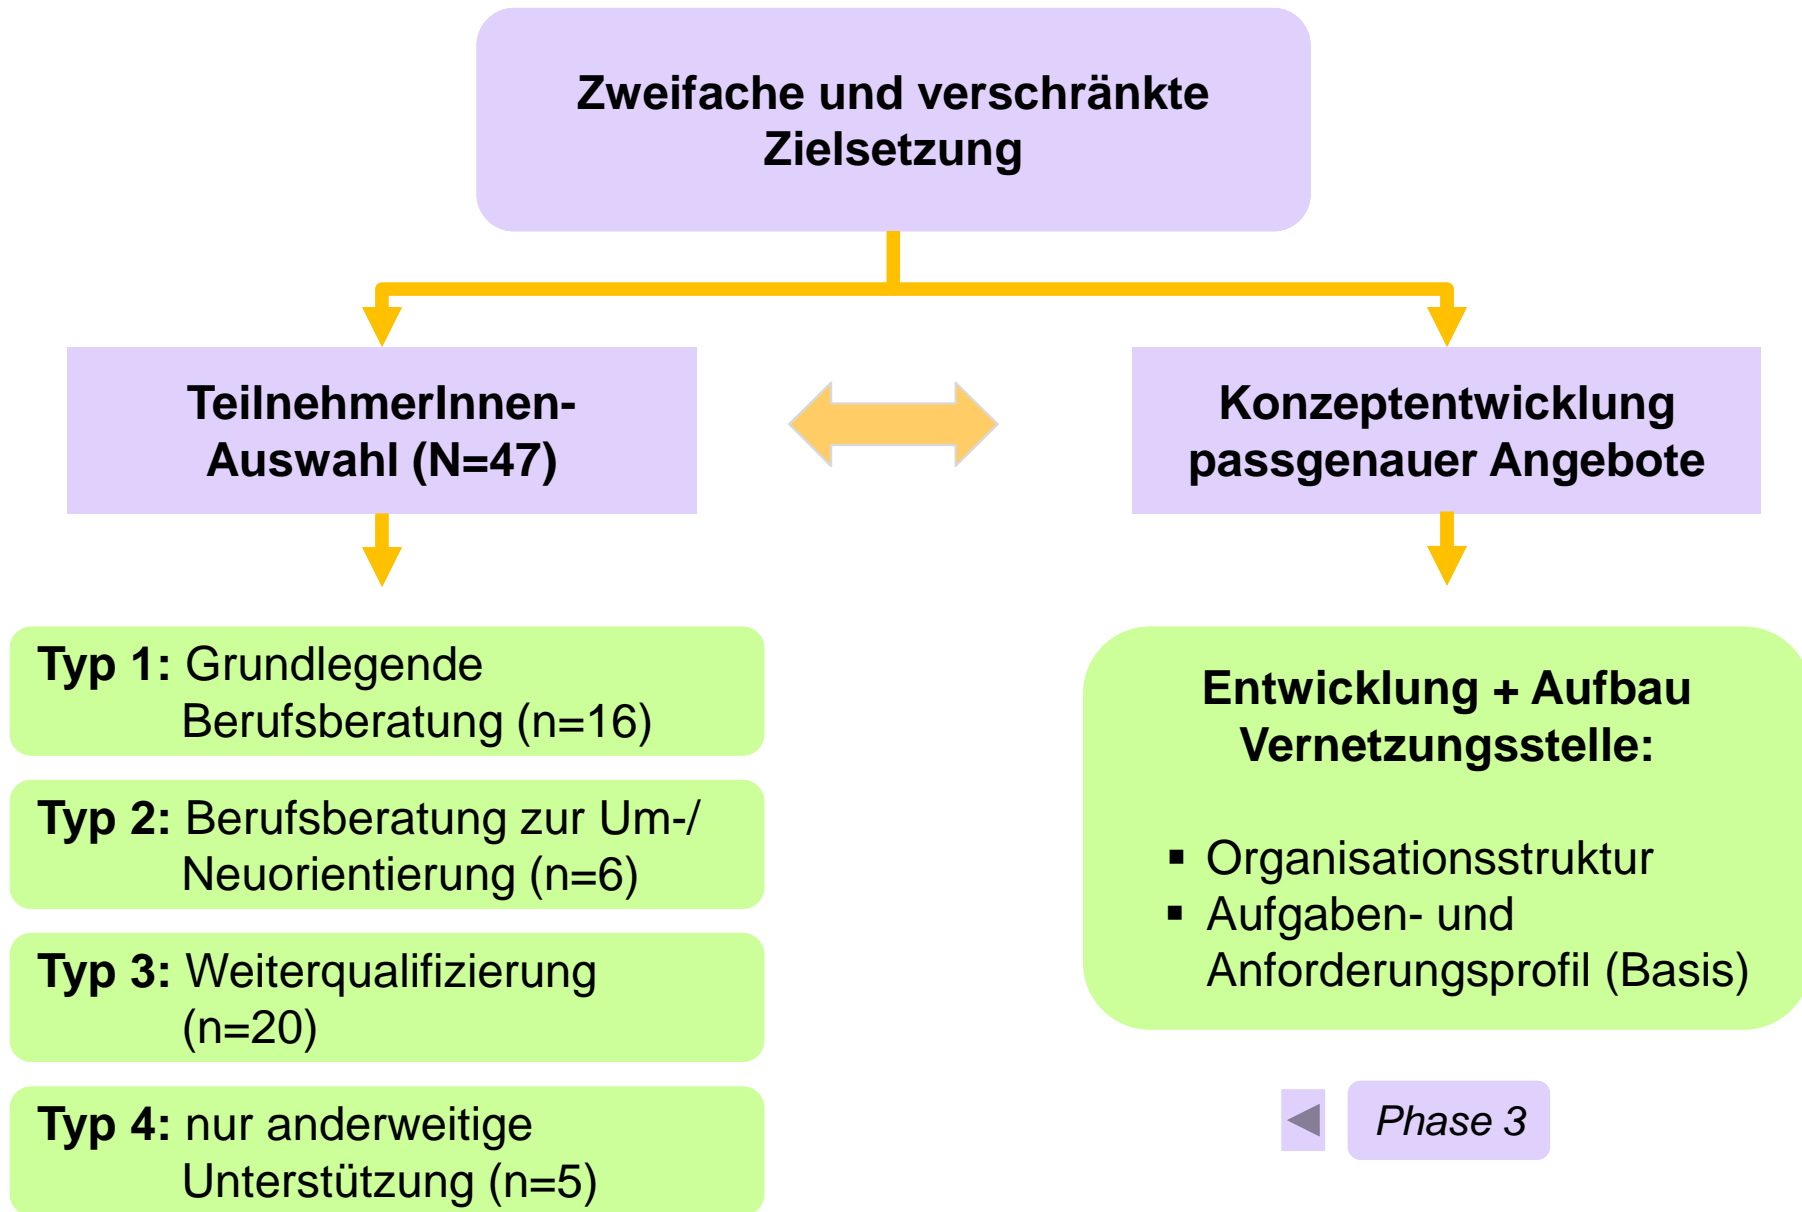 Zweifache und verschränkte
Zielsetzung
TeilnehmerInnen-
Auswahl (N=47)
Konzeptentwicklung
passgenauer Angebote
Typ 1: Grundlegende
Berufsberatung (n=16)
Typ 2: Berufsberatung zur Um-/
Neuorientierung (n=6)
Typ 3: Weiterqualifizierung
(n=20)
Typ 4: nur anderweitige
Unterstützung (n=5)
Entwicklung + Aufbau
Vernetzungsstelle:
▪ Organisationsstruktur
▪ Aufgaben- und
Anforderungsprofil (Basis)
Phase 3